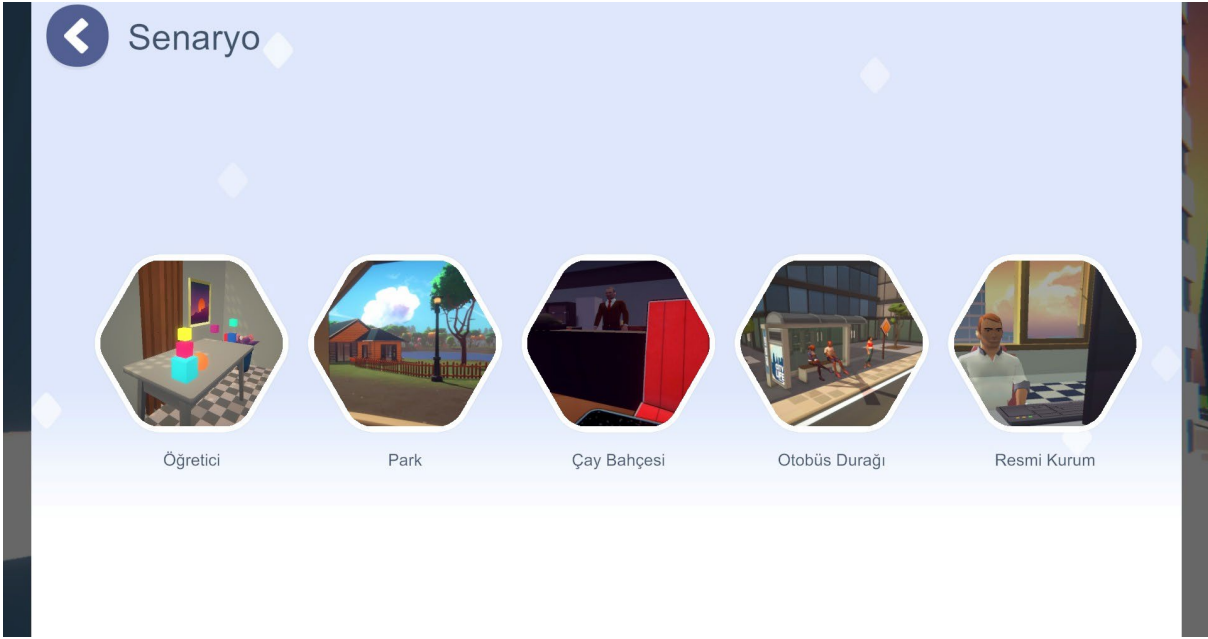 Senaryo
Öğretici
Park
Çay Bahçesi
Otobüs Durağı
Resmi Kurum